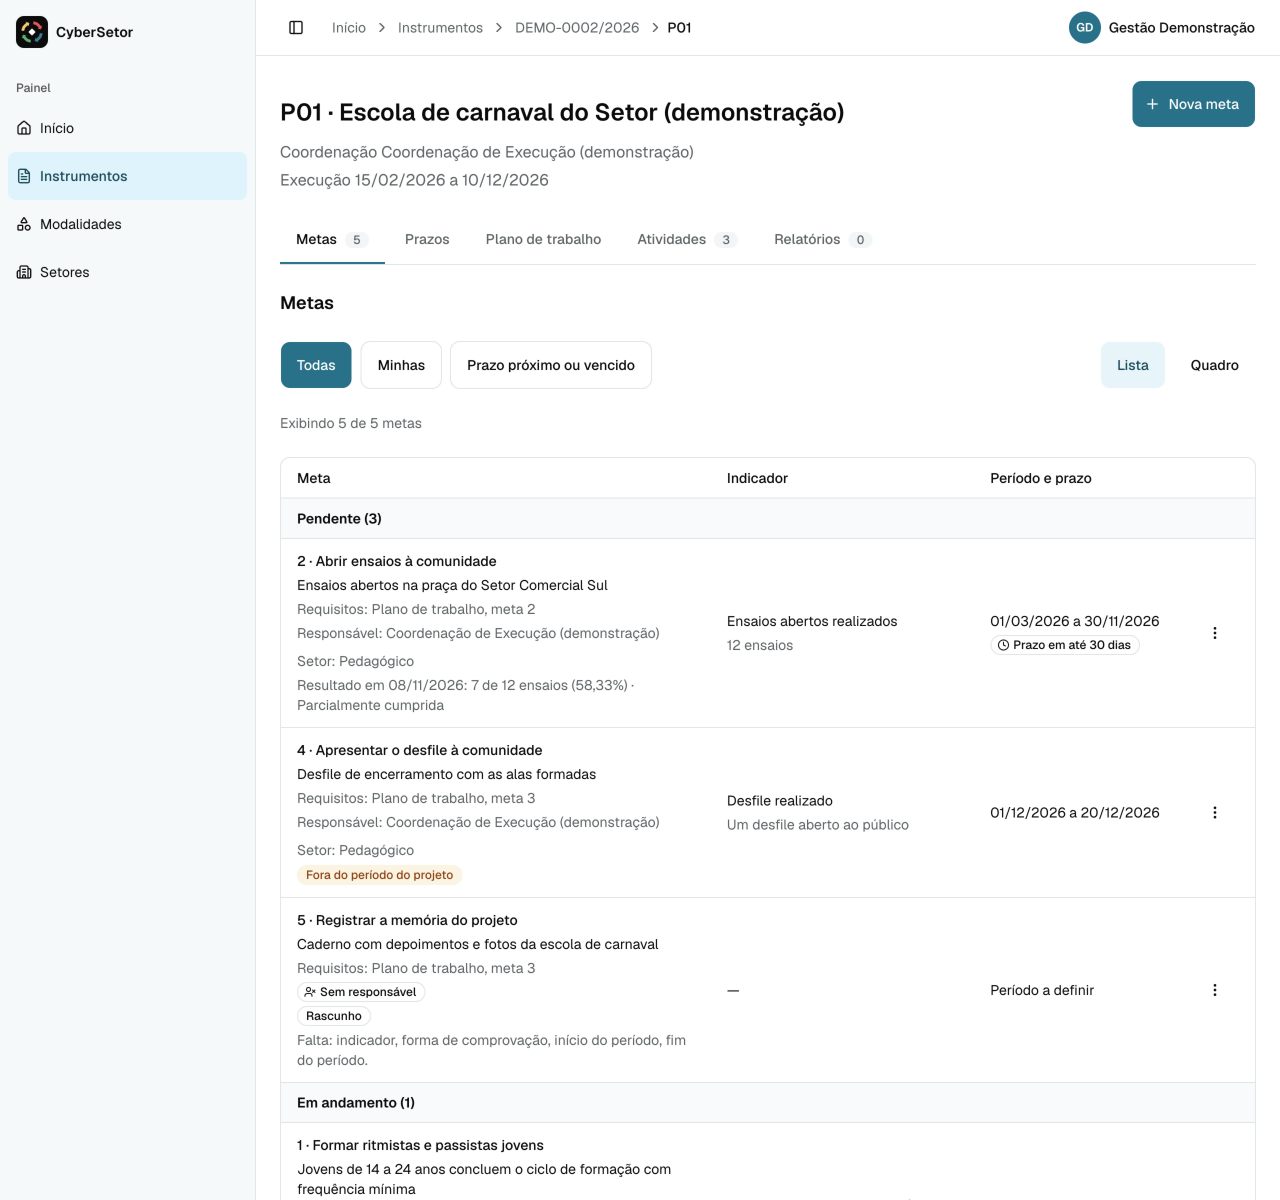 CyberSetor
Painel
Início
Instrumentos
Modalidades
Setores
Início > Instrumentos > DEMO-0002/2026 > P01
GD Gestão Demonstração
P01 · Escola de carnaval do Setor (demonstração)
+ Nova meta
Coordenação Coordenação de Execução (demonstração)
Execução 15/02/2026 a 10/12/2026
Metas 5 Prazos Plano de trabalho Atividades 3 Relatórios 0
Metas
Todas Minhas Prazo próximo ou vencido Lista Quadro
Exibindo 5 de 5 metas
Meta Indicador Período e prazo
Pendente (3)
2 · Abrir ensaios à comunidade
Ensaios abertos na praça do Setor Comercial Sul
Requisitos: Plano de trabalho, meta 2
Responsável: Coordenação de Execução (demonstração)
Setor: Pedagógico
Resultado em 08/11/2026: 7 de 12 ensaios (58,33%) ·
Parcialmente cumprida
Ensaios abertos realizados
12 ensaios
01/03/2026 a 30/11/2026
Prazo em até 30 dias
4 · Apresentar o desfile à comunidade
Desfile de encerramento com as alas formadas
Requisitos: Plano de trabalho, meta 3
Responsável: Coordenação de Execução (demonstração)
Setor: Pedagógico
Fora do período do projeto
Desfile realizado
Um desfile aberto ao público
01/12/2026 a 20/12/2026
5 · Registrar a memória do projeto
Caderno com depoimentos e fotos da escola de carnaval
Requisitos: Plano de trabalho, meta 3
Sem responsável
Rascunho
Falta: indicador, forma de comprovação, início do período, fim
do período.
—
Período a definir
Em andamento (1)
1 · Formar ritmistas e passistas jovens
Jovens de 14 a 24 anos concluem o ciclo de formação com
frequência mínima